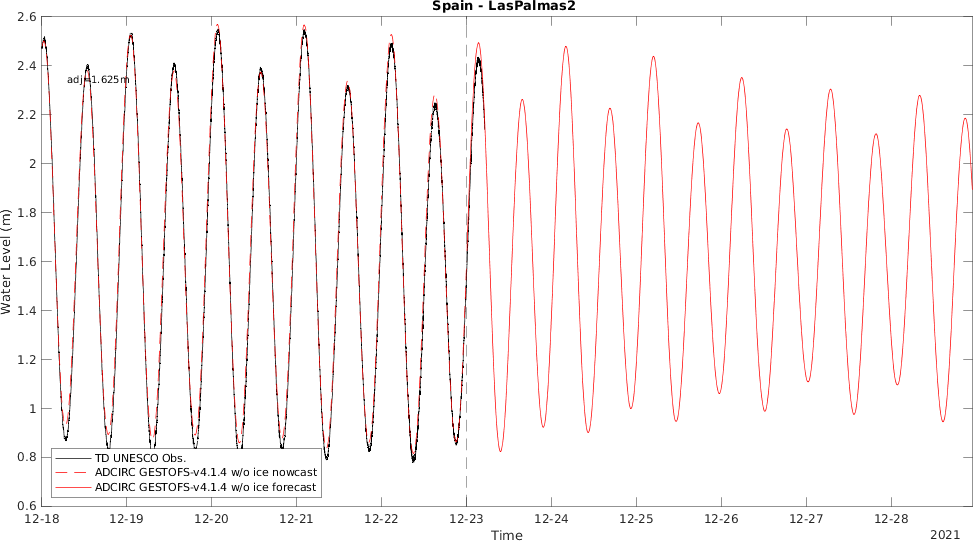 Spain - LasPalmas2
2.6
2.4
2.2
2
1.8
1.6
1.4
1.2
1
0.8
0.6
Water Level (m)
adj=1.625m
TD UNESCO Obs.
ADCIRC GESTOFS-v4.1.4 w/o ice nowcast
ADCIRC GESTOFS-v4.1.4 w/o ice forecast
12-18 12-19 12-20 12-21 12-22 12-23 12-24 12-25 12-26 12-27 12-28
Time
2021